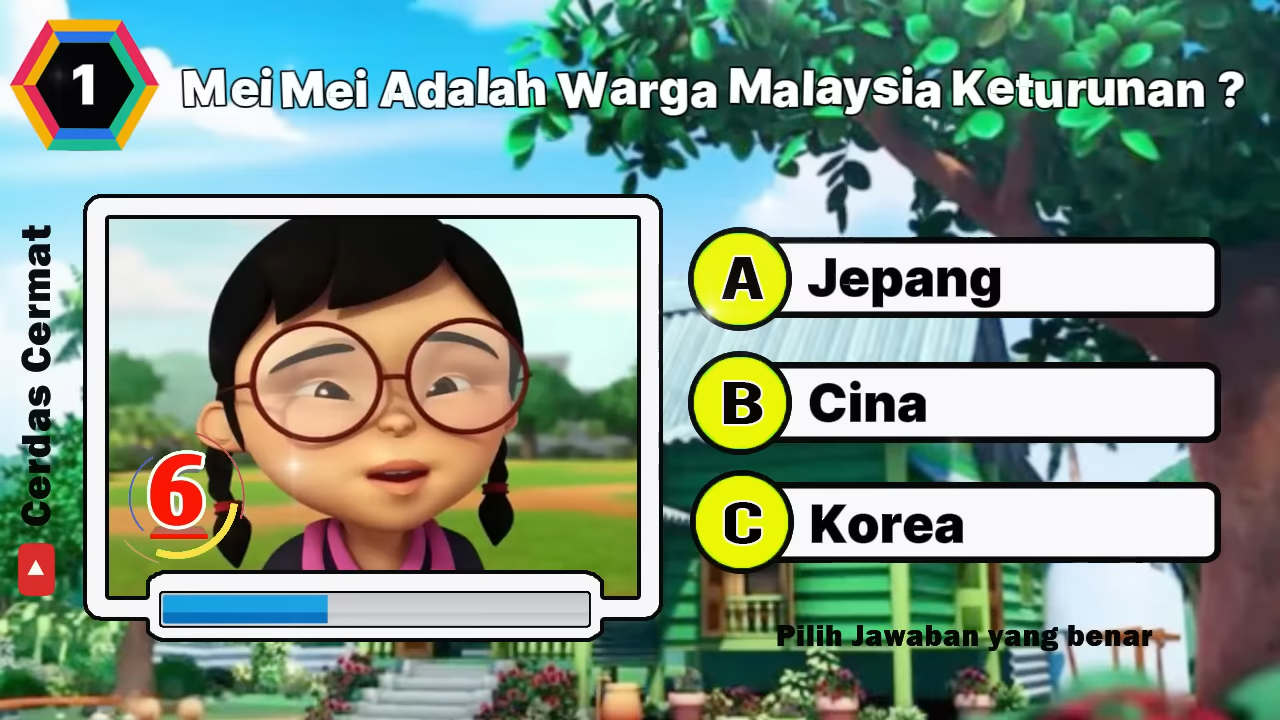 1
Mei Mei Adalah Warga Malaysia Keturunan ?
Cerdas Cermat
6
A Jepang
B Cina
C Korea
Pilih Jawaban yang benar